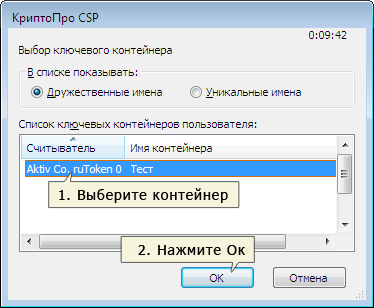 КриптоПро CSP
0:09:42
Выбор ключевого контейнера
В списке показывать:
Дружественные имена Уникальные имена
Список ключевых контейнеров пользователя:
Считыватель Имя контейнера
Aktiv Co. ruToken 0 Тест
1. Выберите контейнер
2. Нажмите Ок
OK Отмена